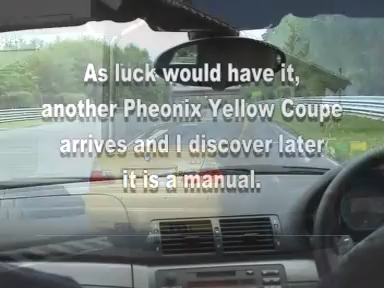 As luck would have it,
another Pheonix Yellow Coupe
arrives and I discover later
it is a manual.